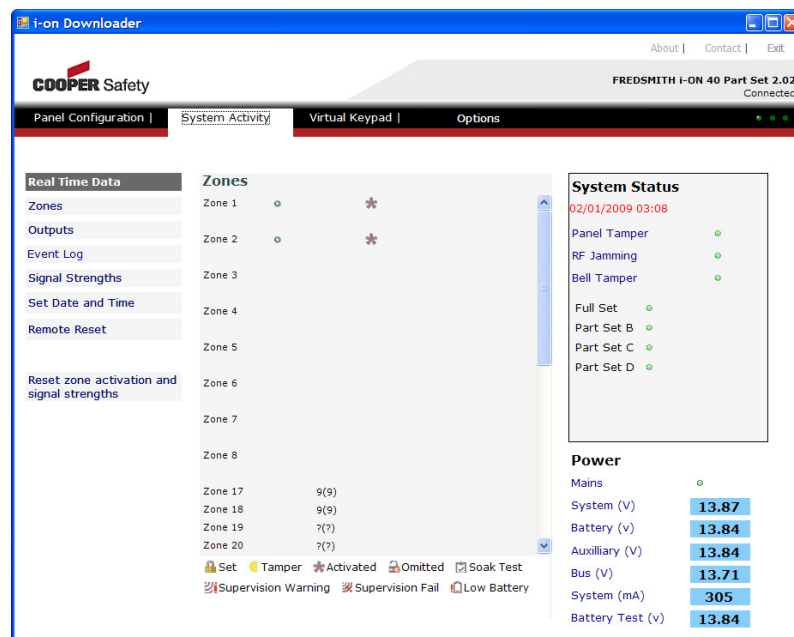 i-on Downloader
About | Contact | Exit
COOPER Safety
FREDSMITH i-ON 40 Part Set 2.02
Connected
Panel Configuration | System Activity Virtual Keypad | Options
Real Time Data
Zones
Outputs
Event Log
Signal Strengths
Set Date and Time
Remote Reset
Reset zone activation and
signal strengths
Zones
Zone 1
Zone 2
Zone 3
Zone 4
Zone 5
Zone 6
Zone 7
Zone 8
Zone 17 9(9)
Zone 18 9(9)
Zone 19 ?(?)
Zone 20 ?(?)
Set Tamper Activated Omitted Soak Test
Supervision Warning Supervision Fail Low Battery
System Status
02/01/2009 03:08
Panel Tamper
RF Jamming
Bell Tamper
Full Set
Part Set B
Part Set C
Part Set D
Power
Mains
System (V) 13.87
Battery (v) 13.84
Auxilliary (V) 13.84
Bus (V) 13.71
System (mA) 305
Battery Test (v) 13.84